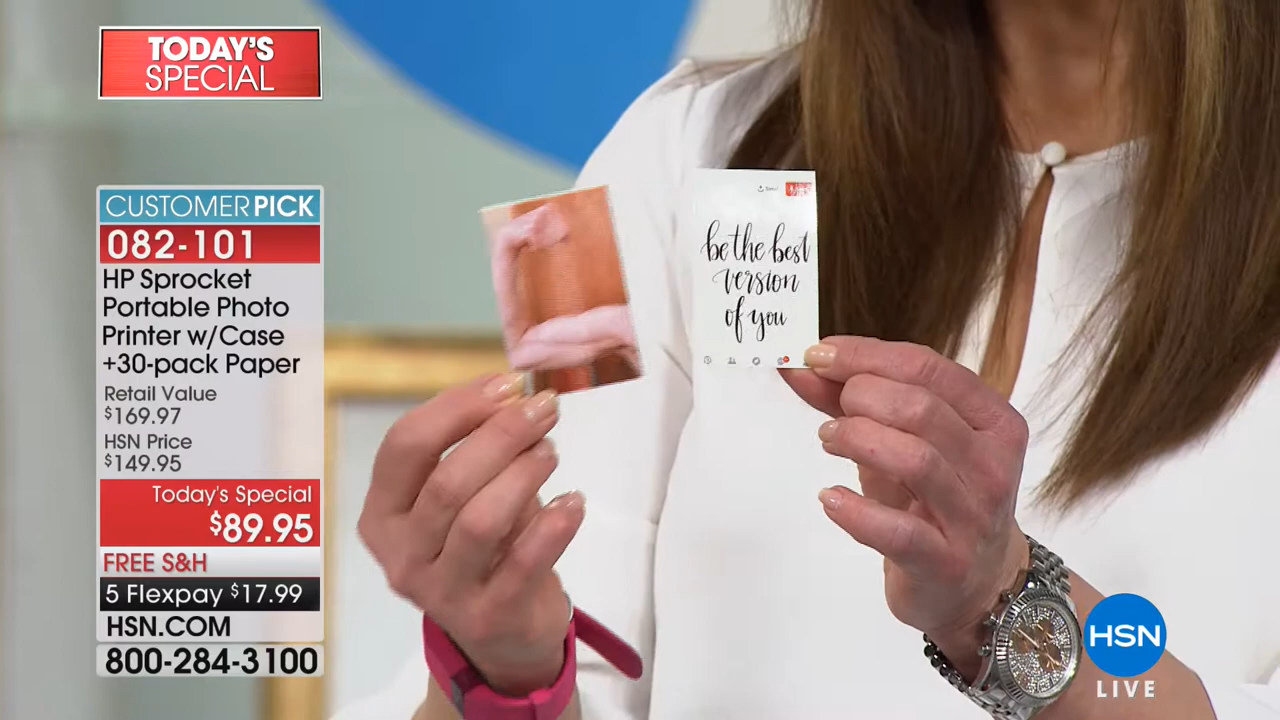 TODAY'S
SPECIAL
CUSTOMER PICK
082-101
HP Sprocket
Portable Photo
Printer w/Case
+30-pack Paper
Retail Value
$169.97
HSN Price
$149.95
Today's Special
$89.95
FREE S&H
5 Flexpay $17.99
HSN.COM
800-284-3100
be the best
version
of you
HSN
LIVE